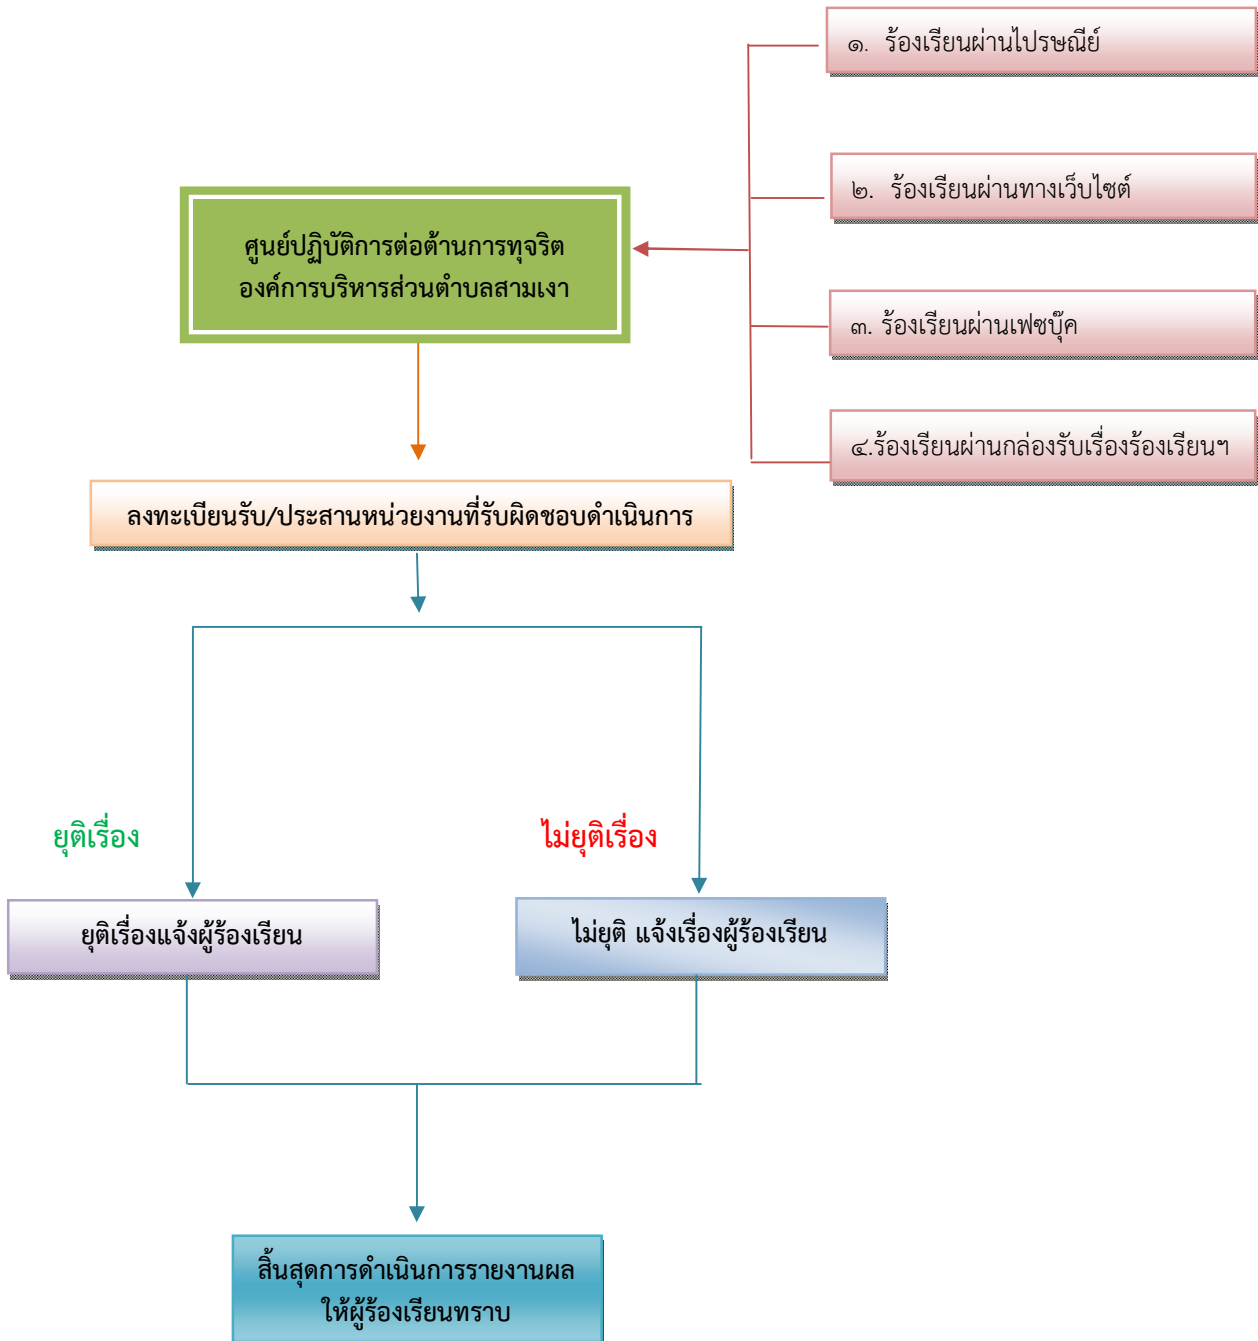 ๑. ร้องเรียนผ่านไปรษณีย์
๒. ร้องเรียนผ่านทางเว็บไซต์
ศูนย์ปฏิบัติการต่อต้านการทุจริต
องค์การบริหารส่วนตำบลสามเงา
๓. ร้องเรียนผ่านเฟซบุ๊ค
๔.ร้องเรียนผ่านกล่องรับเรื่องร้องเรียนฯ
ลงทะเบียนรับ/ประสานหน่วยงานที่รับผิดชอบดำเนินการ
ยุติเรื่อง
ไม่ยุติเรื่อง
ยุติเรื่องแจ้งผู้ร้องเรียน
ไม่ยุติ แจ้งเรื่องผู้ร้องเรียน
สิ้นสุดการดำเนินการรายงานผล
ให้ผู้ร้องเรียนทราบ